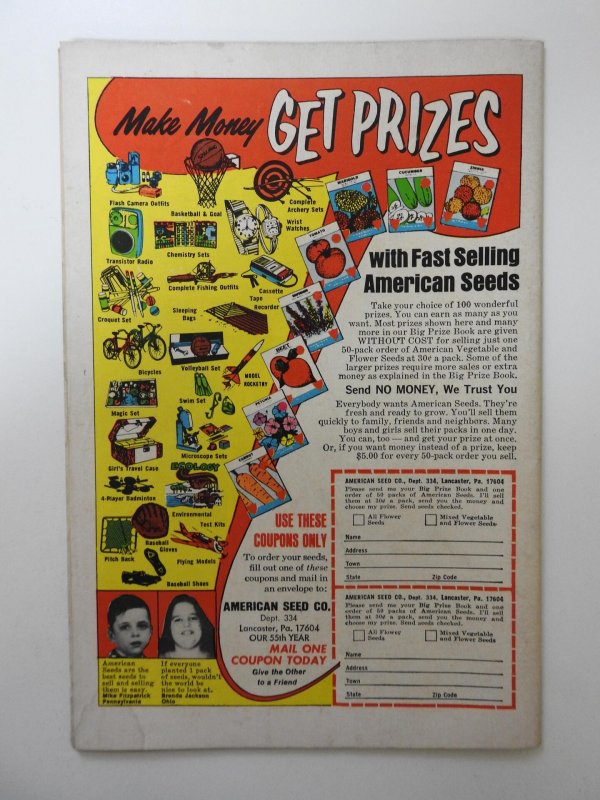 Make Money GET PRIZES
Flash Camera Outfits
SPALDING
Basketball & Goal
Complete
Archery Sets
Wrist
Watches
Transistor Radio
Chemistry Sets
Complete Fishing Outfits
Cassette
Tape
Recorder
Croquet Set
Sleeping
Bags
Bicycles
Volleyball Set
MODEL
ROCKETRY
Magic Set
Swim Set
Girl's Travel Case
Microscope Sets
ECOLOGY
4-Player Badminton
Environmental
Test Kits
Pitch Back
Baseball
Gloves
Flying Models
Baseball Shoes
MARIGOLD
CUCUMBER
ZINNIA
TOMATO
BEET
PETUNIA
CARROT
with Fast Selling
American Seeds
Take your choice of 100 wonderful
prizes. You can earn as many as you
want. Most prizes shown here and many
more in our Big Prize Book are given
WITHOUT COST for selling just one
50-pack order of American Vegetable and
Flower Seeds at 30¢ a pack. Some of the
larger prizes require more sales or extra
money as explained in the Big Prize Book.
Send NO MONEY, We Trust You
Everybody wants American Seeds. They're
fresh and ready to grow. You'll sell them
quickly to family, friends and neighbors. Many
boys and girls sell their packs in one day.
You can, too — and get your prize at once.
Or, if you want money instead of a prize, keep
$5.00 for every 50-pack order you sell.
USE THESE
COUPONS ONLY
To order your seeds,
fill out one of these
coupons and mail in
an envelope to:
AMERICAN SEED CO.
Dept. 334
Lancaster, Pa. 17604
OUR 55th YEAR
MAIL ONE
COUPON TODAY
Give the Other
to a Friend
AMERICAN SEED CO., Dept. 334, Lancaster, Pa. 17604
Please send me your Big Prize Book and one
order of 50 packs of American Seeds. I'll sell
them at 30¢ a pack, send you the money and
choose my prize. Send seeds checked.
All Flower
Seeds
Mixed Vegetable
and Flower Seeds
Name
Address
Town
State Zip Code
AMERICAN SEED CO., Dept. 334, Lancaster, Pa. 17604
Please send me your Big Prize Book and one
order of 50 packs of American Seeds. I'll sell
them at 30¢ a pack, send you the money and
choose my prize. Send seeds checked.
All Flower
Seeds
Mixed Vegetable
and Flower Seeds
Name
Address
Town
State Zip Code
American
Seeds are the
best seeds to
sell and selling
them is easy.
Mike Fitzpatrick
Pennsylvania
If everyone
planted 1 pack
of seeds, wouldn't
the world be
nice to look at.
Brenda Jackson
Ohio